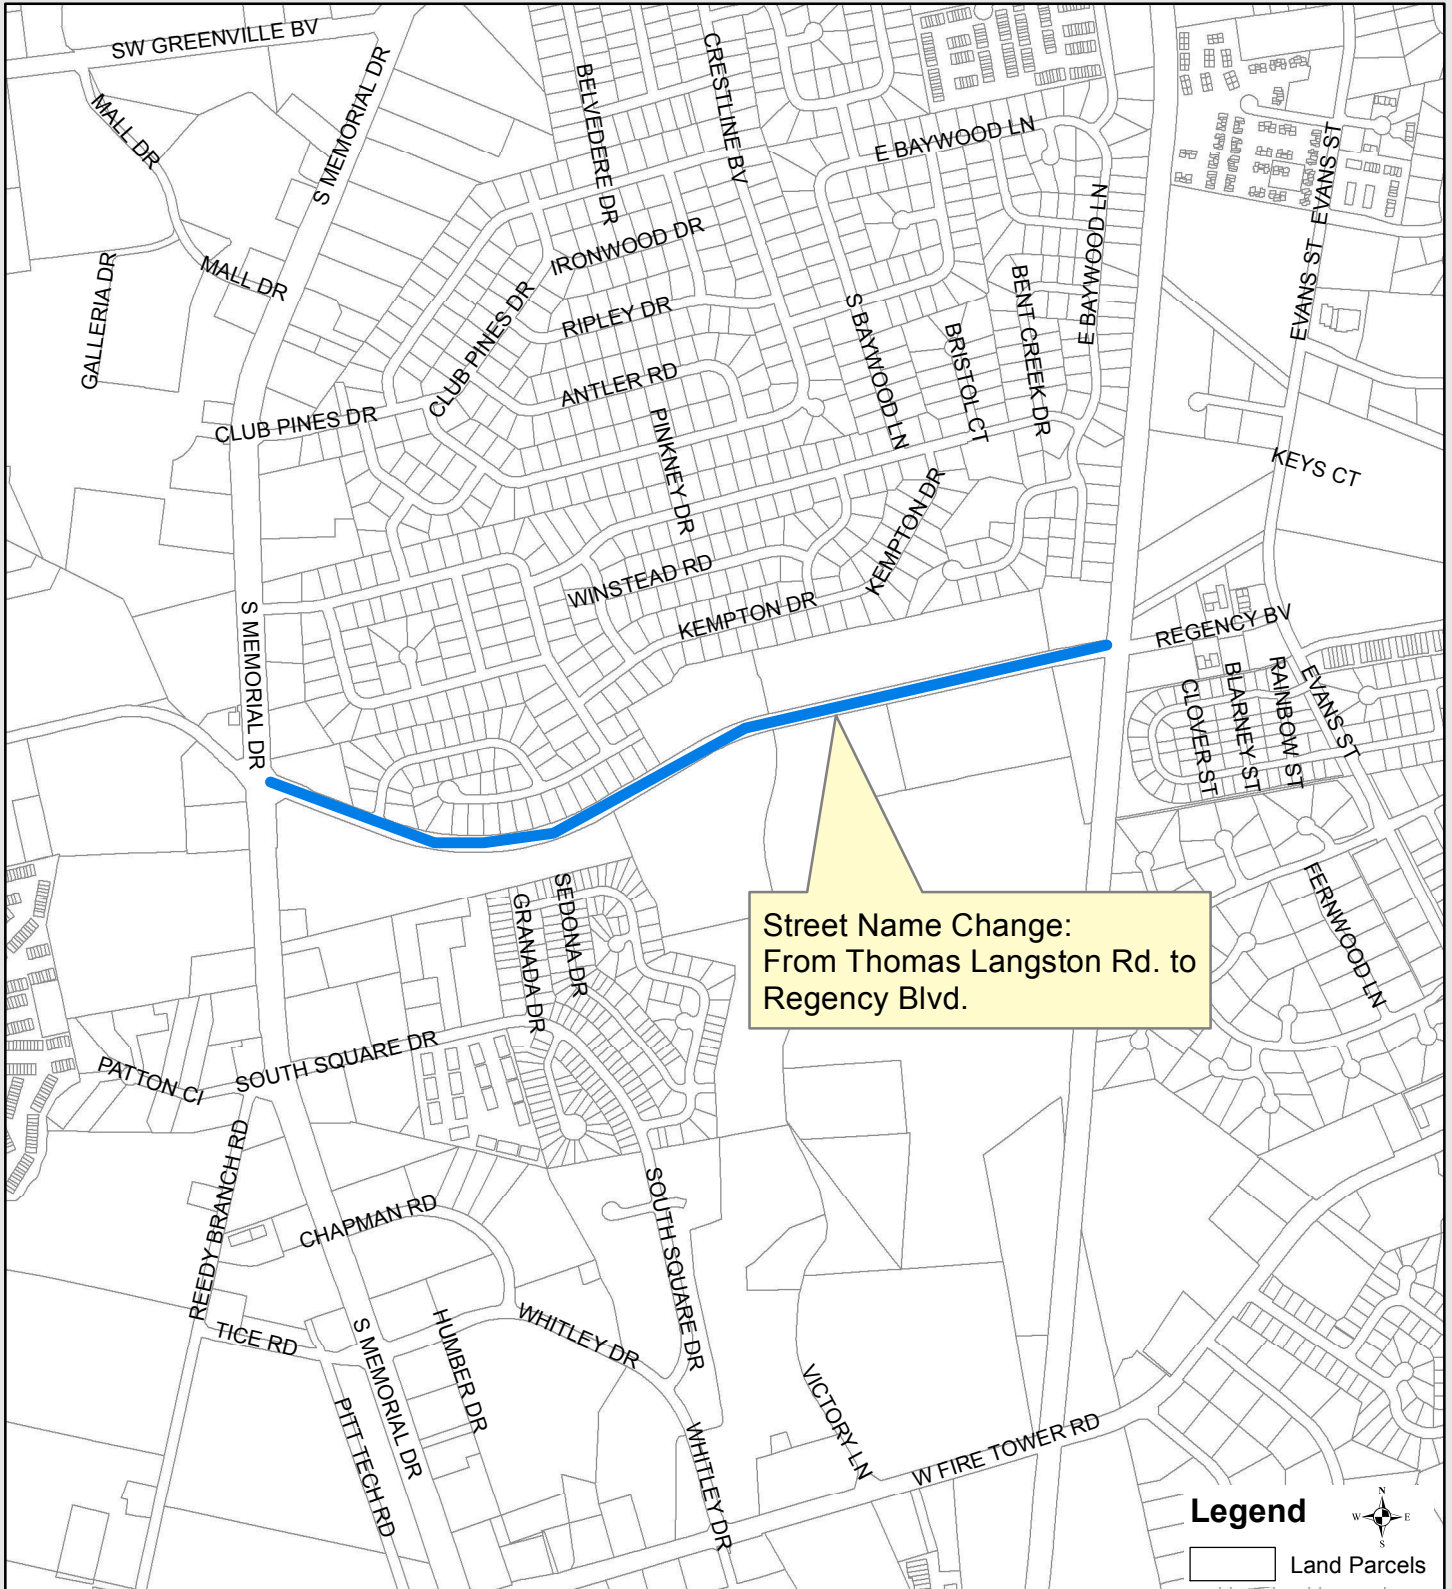 SW GREENVILLE BV
MALL DR
S MEMORIAL DR
BELVEDERE DR
CRESTLINE BV
E BAYWOOD LN
EVANS ST
EVANS ST
E BAYWOOD LN
IRONWOOD DR
GALLERIA DR
MALL DR
CLUB PINES DR
RIPLEY DR
S BAYWOOD LN
BRISTOL CT
BENT CREEK DR
ANTLER RD
CLUB PINES DR
PINKNEY DR
KEYS CT
KEMPTON DR
WINSTEAD RD
KEMPTON DR
S MEMORIAL DR
REGENCY BV
CLOVER ST
BLARNEY ST
RAINBOW ST
EVANS ST
Street Name Change:
From Thomas Langston Rd. to
Regency Blvd.
FERNWOOD LN
GRANADA DR
SEDONA DR
SOUTH SQUARE DR
PATTON CI
REEDY BRANCH RD
CHAPMAN RD
SOUTH SQUARE DR
TICE RD
S MEMORIAL DR
HUMBER DR
WHITLEY DR
PITT TECH RD
WHITLEY DR
VICTORY LN
W FIRE TOWER RD
Legend
N
W E
S
Land Parcels